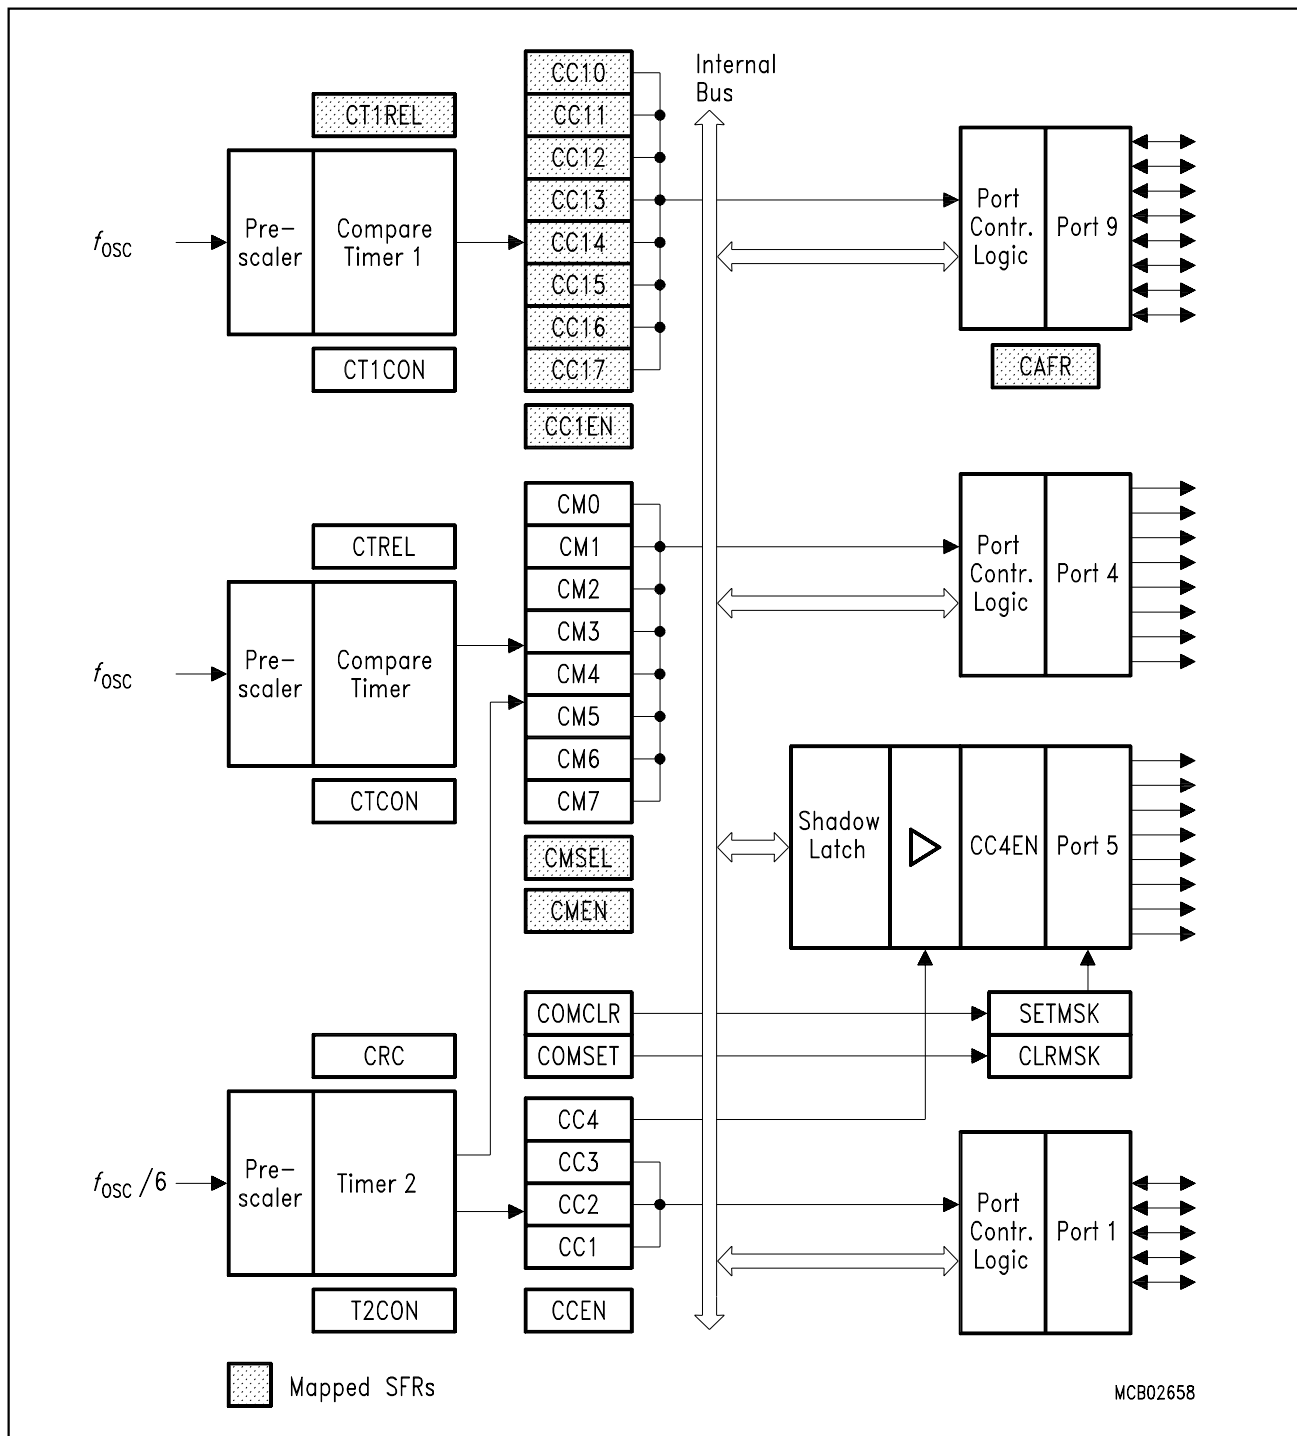 Internal
Bus
CC10
CT1REL
CC11
CC12
CC13
CC14
CC15
CC16
CC17
fOSC
Pre-
scaler
Compare
Timer 1
CT1CON
CC1EN
Port
Contr.
Logic
Port 9
CAFR
CM0
CTREL
CM1
CM2
CM3
CM4
CM5
CM6
CM7
fOSC
Pre-
scaler
Compare
Timer
CTCON
CMSEL
CMEN
Port
Contr.
Logic
Port 4
Shadow
Latch
CC4EN
Port 5
COMCLR
COMSET
SETMSK
CLRMSK
CRC
CC4
CC3
CC2
CC1
fOSC /6
Pre-
scaler
Timer 2
T2CON
CCEN
Port
Contr.
Logic
Port 1
Mapped SFRs
MCB02658